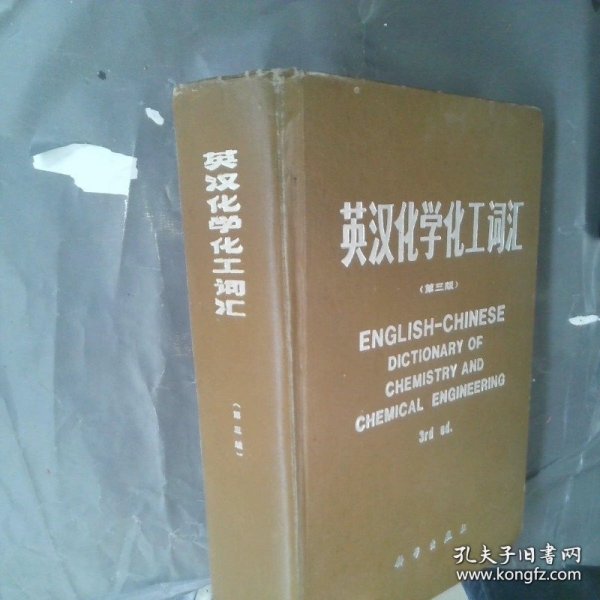 英汉化学化工词汇
（第三版）
英汉化学化工词汇
（第三版）
ENGLISH-CHINESE
DICTIONARY OF
CHEMISTRY AND
CHEMICAL ENGINEERING
3rd ed.
科学出版社
孔夫子旧书网
www.kongfz.com